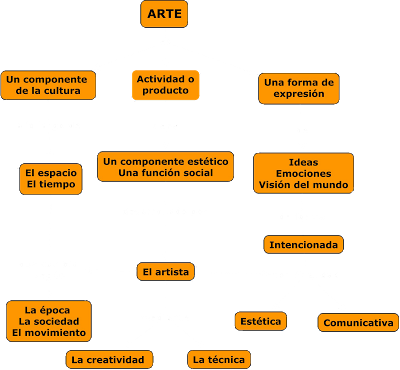 ARTE
Un componente
de la cultura
Actividad o
producto
Una forma de
expresión
El espacio
El tiempo
Un componente estético
Una función social
Ideas
Emociones
Visión del mundo
Intencionada
El artista
La época
La sociedad
El movimiento
Estética
Comunicativa
La creatividad
La técnica